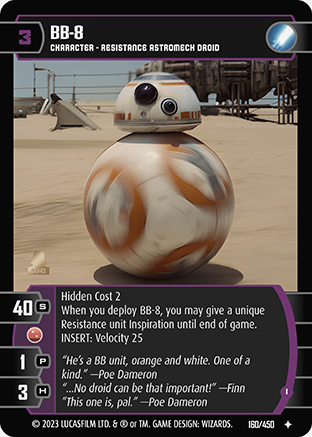 3
BB-8
CHARACTER - RESISTANCE ASTROMECH DROID
40 S
Hidden Cost 2
When you deploy BB-8, you may give a unique
Resistance unit Inspiration until end of game.
INSERT: Velocity 25
1 P
“He’s a BB unit, orange and white. One of a
kind.” —Poe Dameron
“...No droid can be that important!” —Finn
3 H
“This one is, pal.” —Poe Dameron
1
© 2023 LUCASFILM LTD. & ® or TM. GAME DESIGN: WIZARDS.
160/450